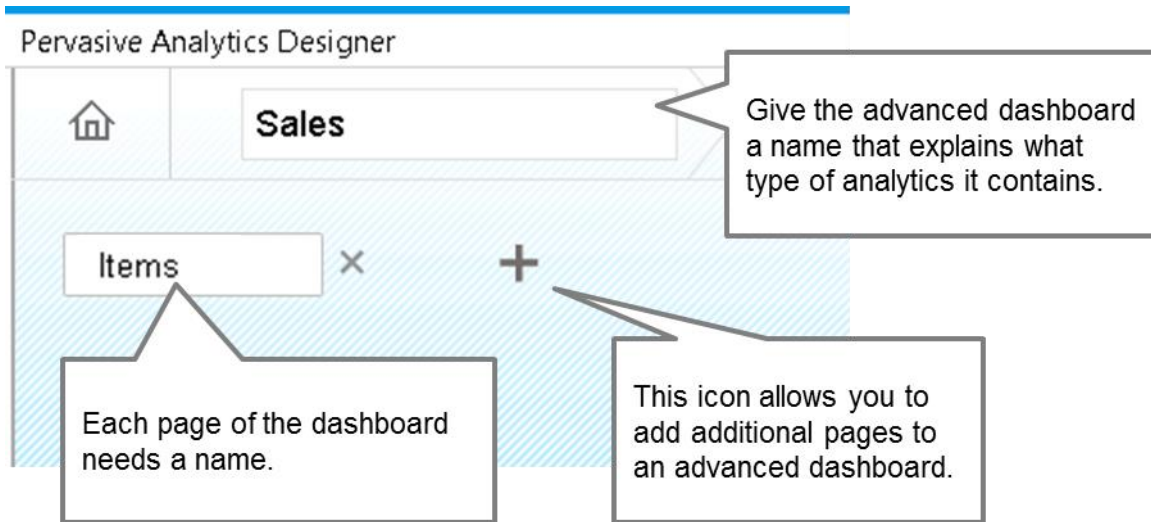 Pervasive Analytics Designer
Sales
Give the advanced dashboard
a name that explains what
type of analytics it contains.
Items
Each page of the dashboard
needs a name.
This icon allows you to
add additional pages to
an advanced dashboard.